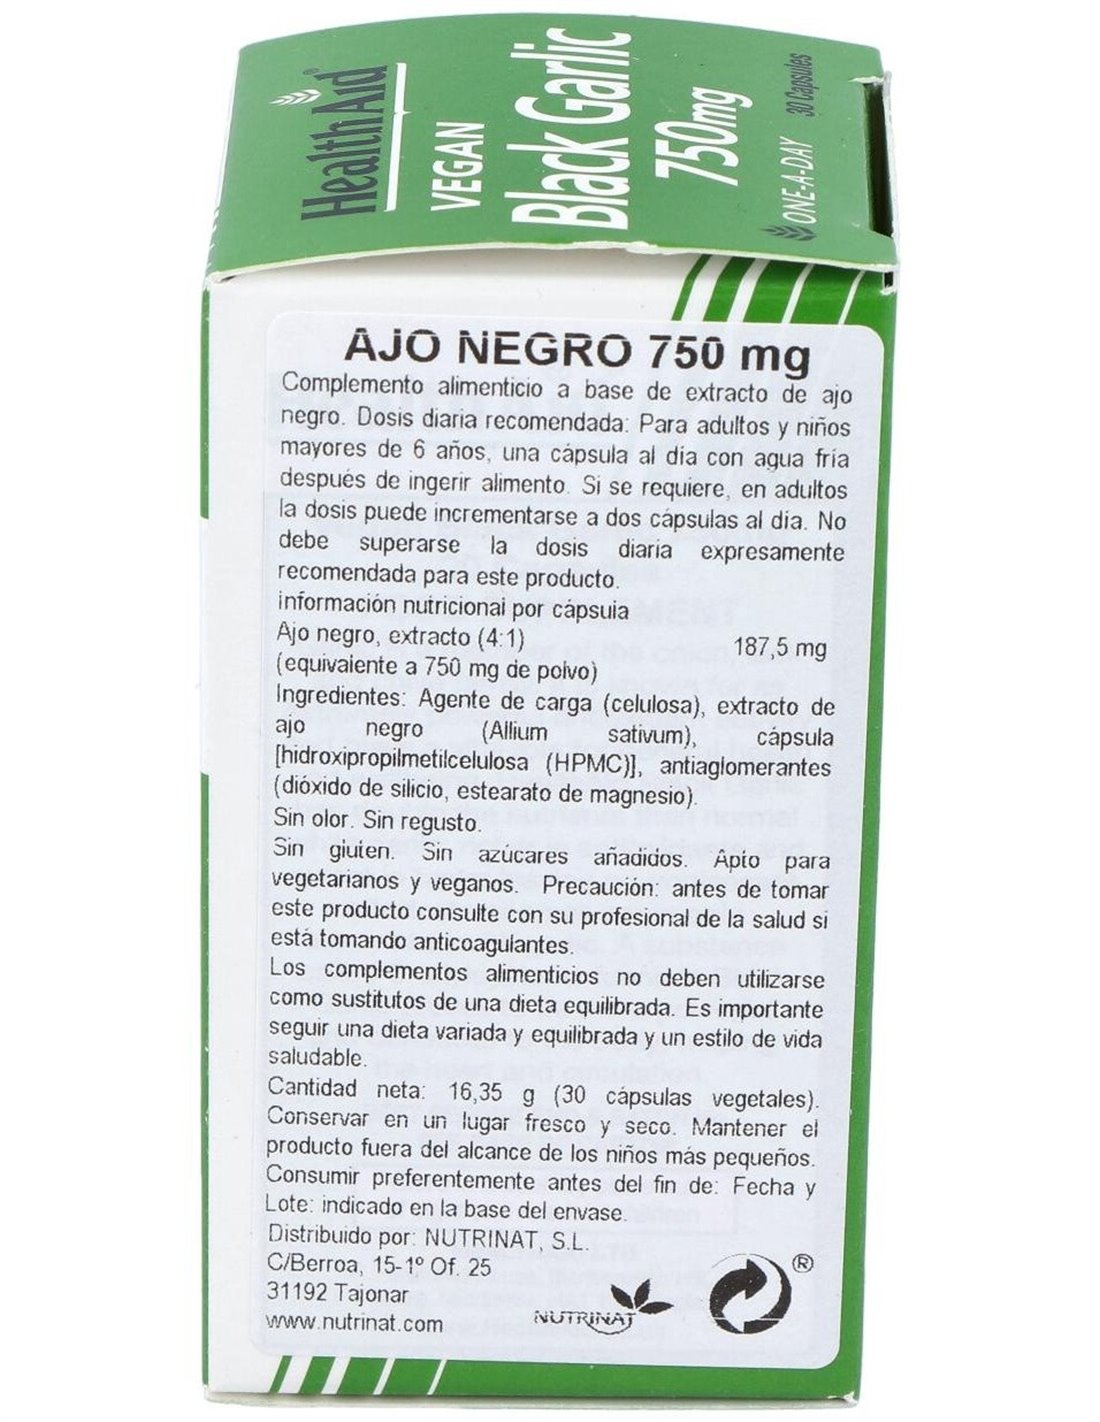 HealthAid®
VEGAN
Black Garlic
750mg
ONE-A-DAY 30 Capsules
AJO NEGRO 750 mg
Complemento alimenticio a base de extracto de ajo
negro. Dosis diaria recomendada: Para adultos y niños
mayores de 6 años, una cápsula al día con agua fría
después de ingerir alimento. Si se requiere, en adultos
la dosis puede incrementarse a dos cápsulas al día. No
debe superarse la dosis diaria expresamente
recomendada para este producto.
información nutricional por cápsula
Ajo negro, extracto (4:1) 187,5 mg
(equivalente a 750 mg de polvo)
Ingredientes: Agente de carga (celulosa), extracto de
ajo negro (Allium sativum), cápsula
[hidroxipropilmetilcelulosa (HPMC)], antiaglomerantes
(dióxido de silicio, estearato de magnesio).
Sin olor. Sin regusto.
Sin gluten. Sin azúcares añadidos. Apto para
vegetarianos y veganos. Precaución: antes de tomar
este producto consulte con su profesional de la salud si
está tomando anticoagulantes.
Los complementos alimenticios no deben utilizarse
como sustitutos de una dieta equilibrada. Es importante
seguir una dieta variada y equilibrada y un estilo de vida
saludable.
Cantidad neta: 16,35 g (30 cápsulas vegetales).
Conservar en un lugar fresco y seco. Mantener el
producto fuera del alcance de los niños más pequeños.
Consumir preferentemente antes del fin de: Fecha y
Lote: indicado en la base del envase.
Distribuido por: NUTRINAT, S.L.
C/Berroa, 15-1º Of. 25
31192 Tajonar
www.nutrinat.com
NUTRINAT
®